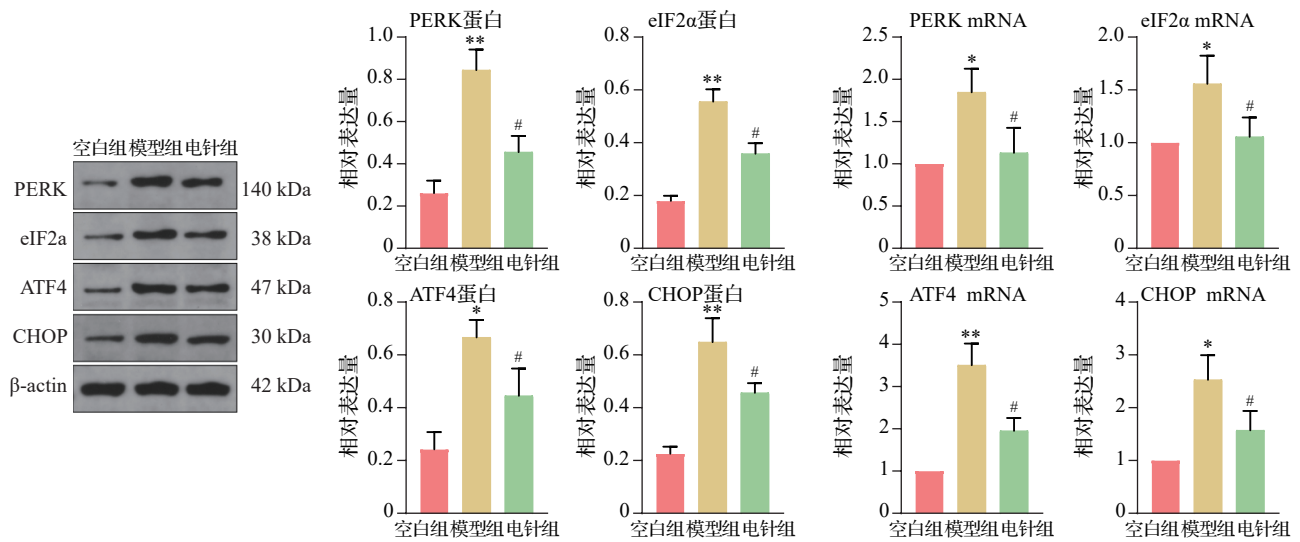 空白组 模型组 电针组
PERK 140 kDa
eIF2a 38 kDa
ATF4 47 kDa
CHOP 30 kDa
β-actin 42 kDa
PERK蛋白
相对表达量
1.0
0.8
0.6
0.4
0.2
0
**
#
空白组 模型组 电针组
eIF2α蛋白
相对表达量
0.8
0.6
0.4
0.2
0
**
#
空白组 模型组 电针组
PERK mRNA
相对表达量
2.5
2.0
1.5
1.0
0.5
0
*
#
空白组 模型组 电针组
eIF2α mRNA
相对表达量
2.0
1.5
1.0
0.5
0
*
#
空白组 模型组 电针组
ATF4蛋白
相对表达量
0.8
0.6
0.4
0.2
0
*
#
空白组 模型组 电针组
CHOP蛋白
相对表达量
0.8
0.6
0.4
0.2
0
**
#
空白组 模型组 电针组
ATF4 mRNA
相对表达量
5
4
3
2
1
0
**
#
空白组 模型组 电针组
CHOP mRNA
相对表达量
4
3
2
1
0
*
#
空白组 模型组 电针组